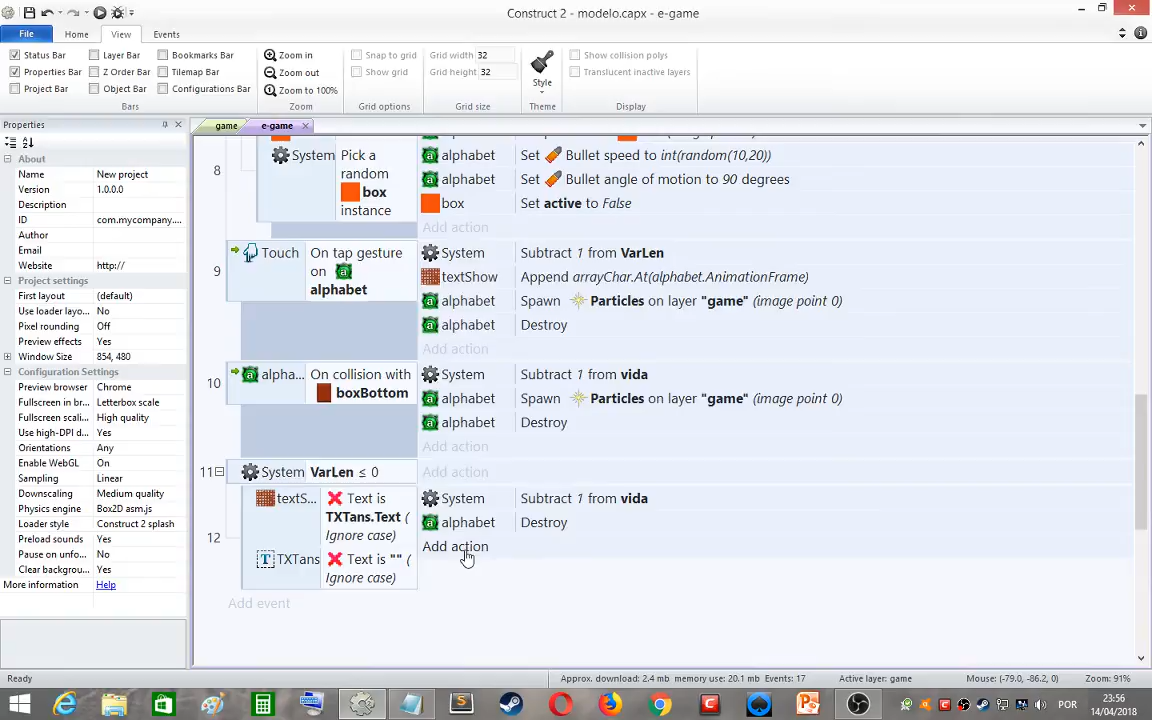 Construct 2 - modelo.capx - e-game
File Home View Events
Status Bar Layer Bar Bookmarks Bar
Properties Bar Z Order Bar Tilemap Bar
Project Bar Object Bar Configurations Bar
Bars
Zoom in
Zoom out
Zoom to 100%
Zoom
Snap to grid Grid width 32
Show grid Grid height 32
Grid options Grid size
Style
Theme
Show collision polys
Translucent inactive layers
Display
Properties
game e-game
About
Name New project
Version 1.0.0.0
Description
ID com.mycompany....
Author
Email
Website http://
Project settings
First layout (default)
Use loader layo... No
Pixel rounding Off
Preview effects Yes
Window Size 854, 480
Configuration Settings
Preview browser Chrome
Fullscreen in br... Letterbox scale
Fullscreen scali... High quality
Use high-DPI d... Yes
Orientations Any
Enable WebGL On
Sampling Linear
Downscaling Medium quality
Physics engine Box2D asm.js
Loader style Construct 2 splash
Preload sounds Yes
Pause on unfo... No
Clear backgrou... Yes
More information Help
8 System Pick a random box instance
alphabet Set Bullet speed to int(random(10,20))
alphabet Set Bullet angle of motion to 90 degrees
box Set active to False
Add action
9 Touch On tap gesture on alphabet
System Subtract 1 from VarLen
textShow Append arrayChar.At(alphabet.AnimationFrame)
alphabet Spawn Particles on layer "game" (image point 0)
alphabet Destroy
Add action
10 alpha... On collision with boxBottom
System Subtract 1 from vida
alphabet Spawn Particles on layer "game" (image point 0)
alphabet Destroy
Add action
11 System VarLen ≤ 0 Add action
12 textS... Text is TXTans.Text ( Ignore case)
TXTans Text is "" ( Ignore case)
System Subtract 1 from vida
alphabet Destroy
Add action
Add event
Ready Approx. download: 2.4 mb memory use: 20.1 mb Events: 17 Active layer: game Mouse: (-79.0, -86.2, 0) Zoom: 91%
POR 23:56
14/04/2018